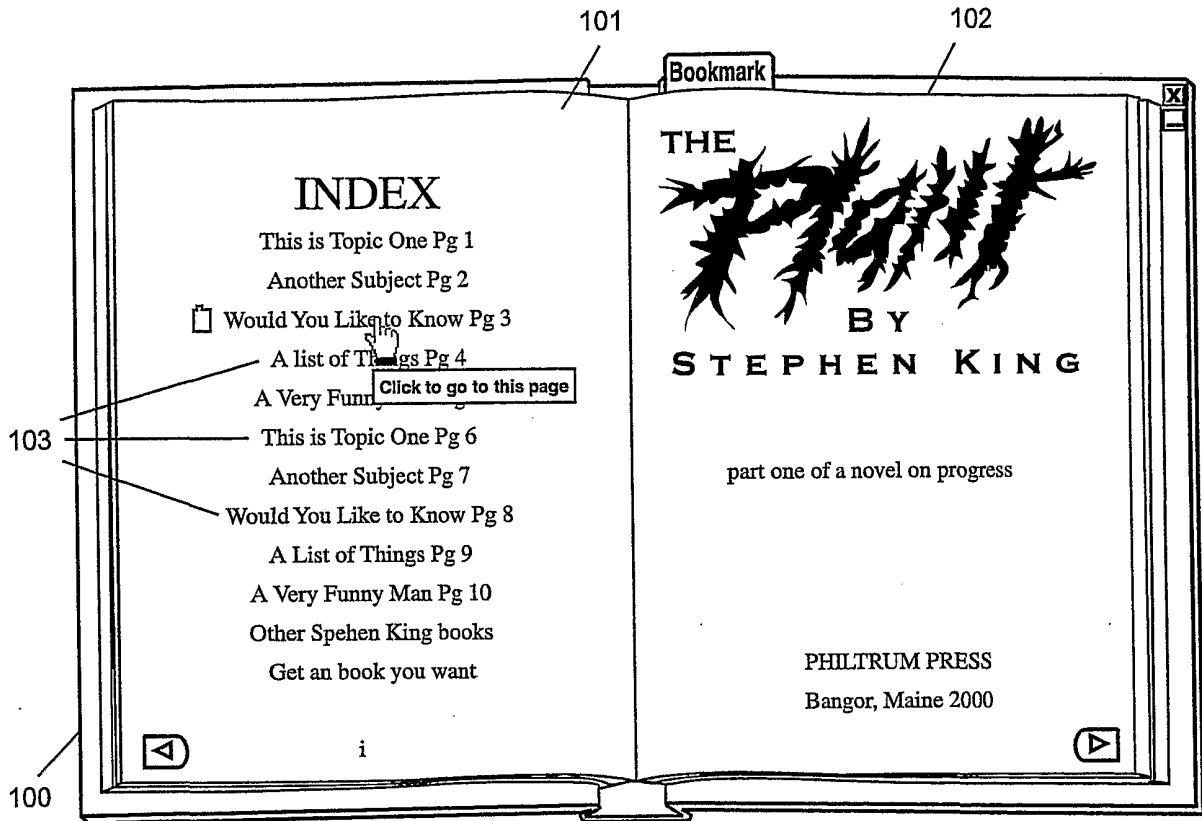 101
102
Bookmark
X
INDEX
This is Topic One Pg 1
Another Subject Pg 2
Would You Like to Know Pg 3
A list of Things Pg 4
Click to go to this page
A Very Funn
This is Topic One Pg 6
Another Subject Pg 7
Would You Like to Know Pg 8
A List of Things Pg 9
A Very Funny Man Pg 10
Other Spehen King books
Get an book you want
i
103
100
THE
Plant
BY
STEPHEN KING
part one of a novel on progress
PHILTRUM PRESS
Bangor, Maine 2000